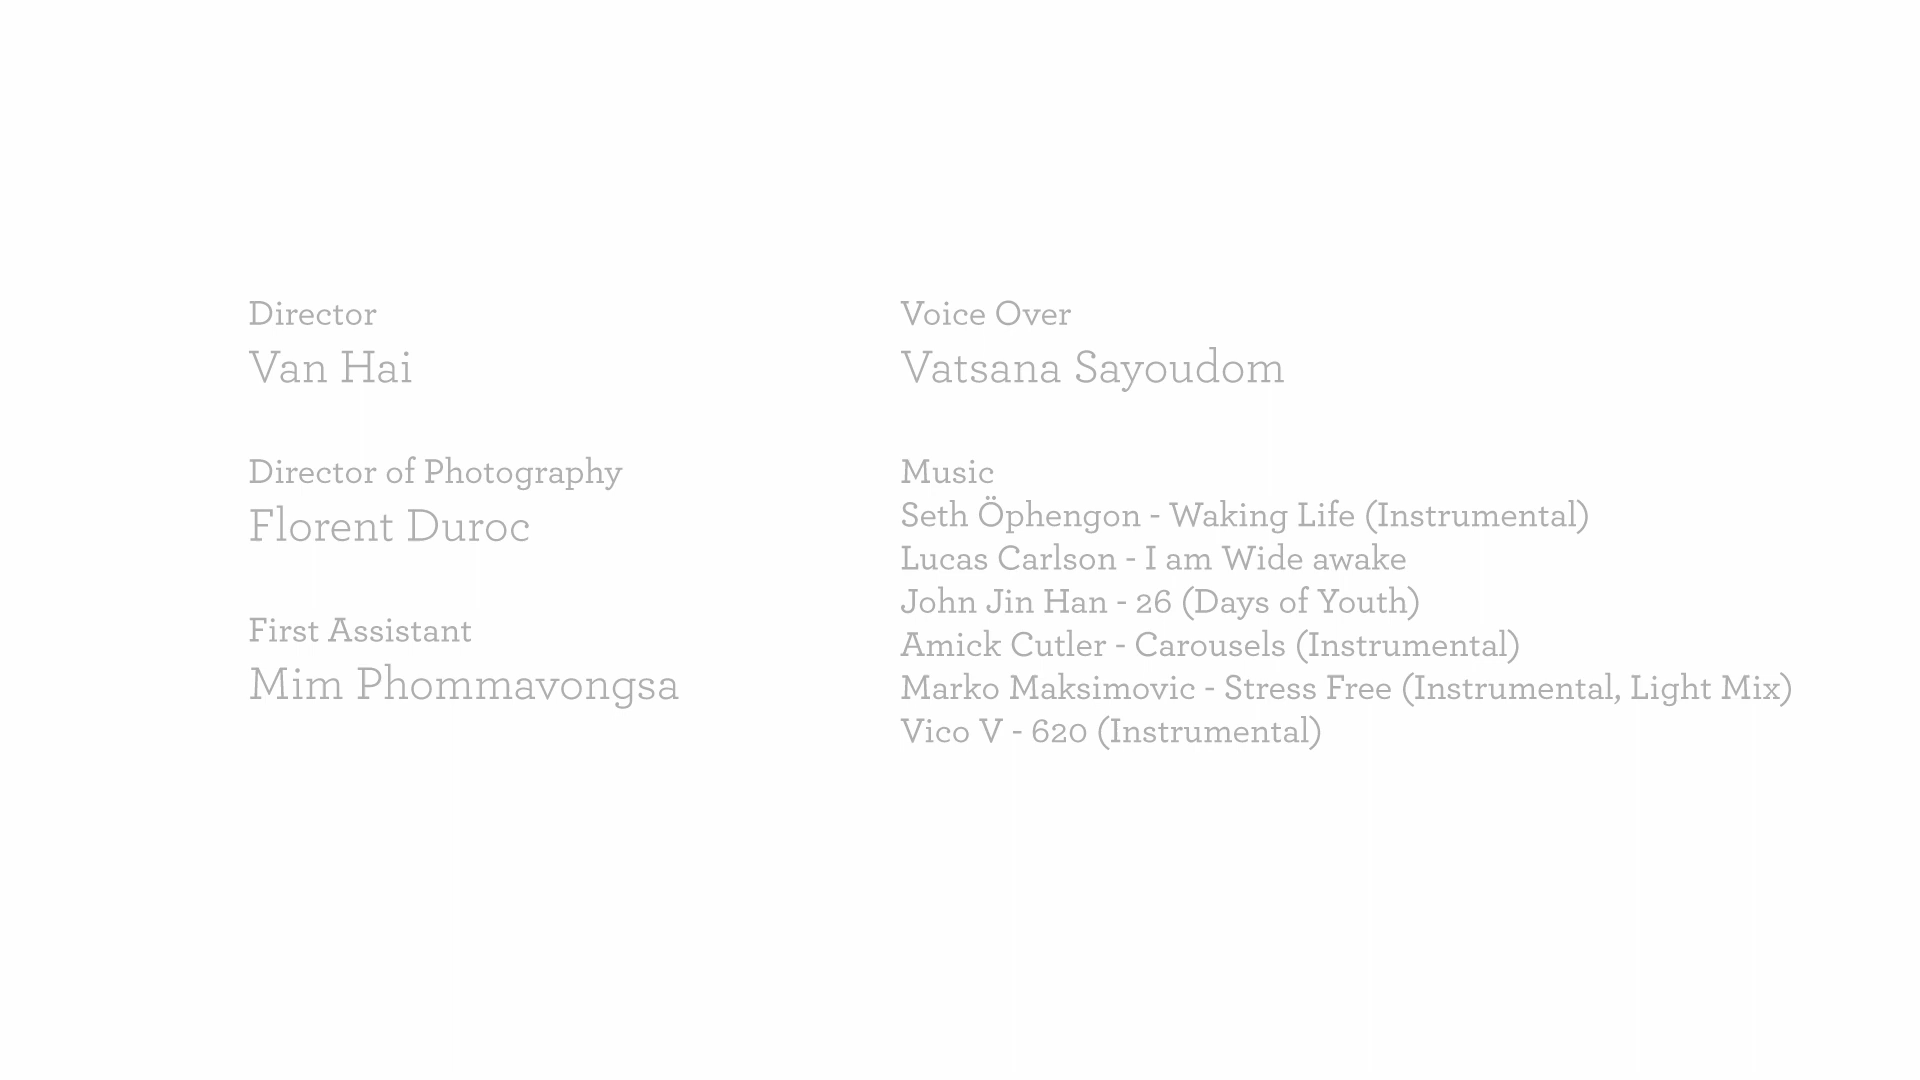 Director
Van Hai
Director of Photography
Florent Duroc
First Assistant
Mim Phommavongsa
Voice Over
Vatsana Sayoudom
Music
Seth Öphengon - Waking Life (Instrumental)
Lucas Carlson - I am Wide awake
John Jin Han - 26 (Days of Youth)
Amick Cutler - Carousels (Instrumental)
Marko Maksimovic - Stress Free (Instrumental, Light Mix)
Vico V - 620 (Instrumental)